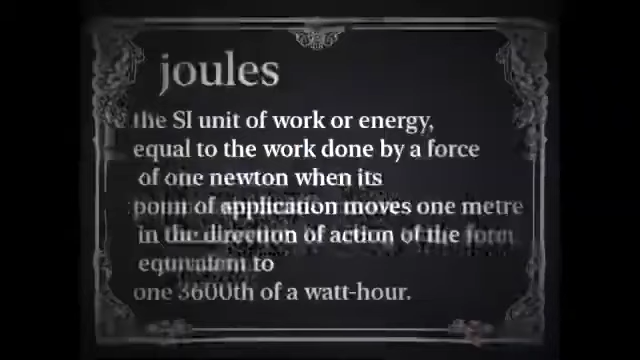 joules
the SI unit of work or energy,
equal to the work done by a force
of one newton when its
point of application moves one metre
in the direction of action of the
to
one 3600th of a watt-hour.